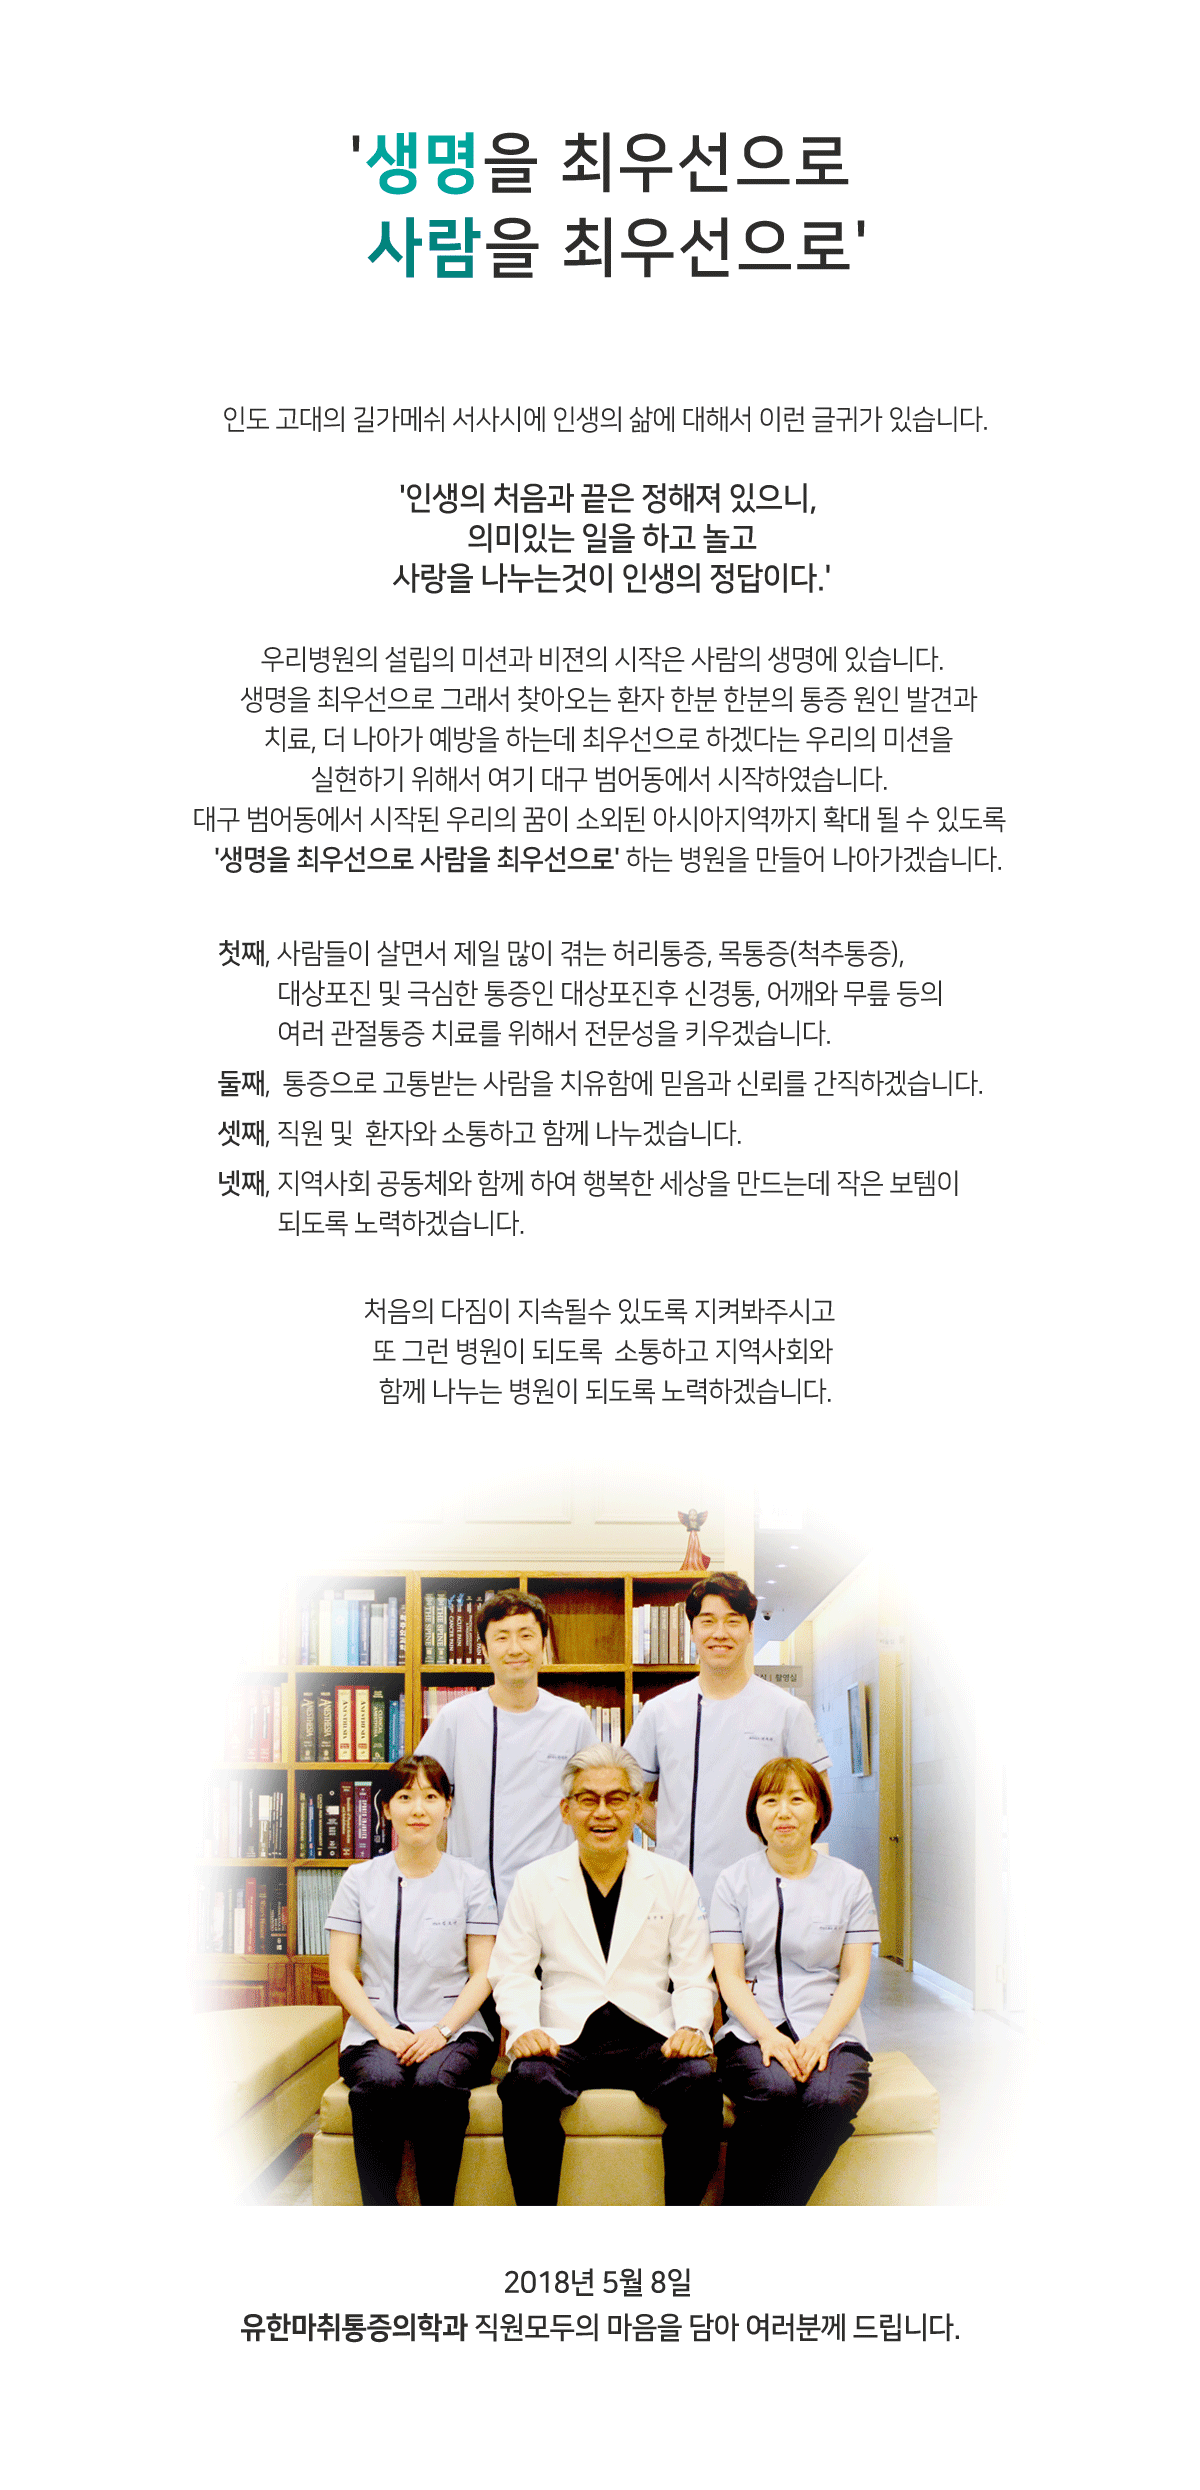 '생명을 최우선으로
사람을 최우선으로'
인도 고대의 길가메쉬 서사시에 인생의 삶에 대해서 이런 글귀가 있습니다.
'인생의 처음과 끝은 정해져 있으니,
의미있는 일을 하고 놀고
사랑을 나누는것이 인생의 정답이다.'
우리병원의 설립의 미션과 비젼의 시작은 사람의 생명에 있습니다.
생명을 최우선으로 그래서 찾아오는 환자 한분 한분의 통증 원인 발견과
치료, 더 나아가 예방을 하는데 최우선으로 하겠다는 우리의 미션을
실현하기 위해서 여기 대구 범어동에서 시작하였습니다.
대구 범어동에서 시작된 우리의 꿈이 소외된 아시아지역까지 확대 될 수 있도록
'생명을 최우선으로 사람을 최우선으로' 하는 병원을 만들어 나아가겠습니다.
첫째, 사람들이 살면서 제일 많이 겪는 허리통증, 목통증(척추통증),
대상포진 및 극심한 통증인 대상포진후 신경통, 어깨와 무릎 등의
여러 관절통증 치료를 위해서 전문성을 키우겠습니다.
둘째, 통증으로 고통받는 사람을 치유함에 믿음과 신뢰를 간직하겠습니다.
셋째, 직원 및 환자와 소통하고 함께 나누겠습니다.
넷째, 지역사회 공동체와 함께 하여 행복한 세상을 만드는데 작은 보템이
되도록 노력하겠습니다.
처음의 다짐이 지속될수 있도록 지켜봐주시고
또 그런 병원이 되도록 소통하고 지역사회와
함께 나누는 병원이 되도록 노력하겠습니다.
THE SPINE
촬영실
2018년 5월 8일
유한마취통증의학과 직원모두의 마음을 담아 여러분께 드립니다.